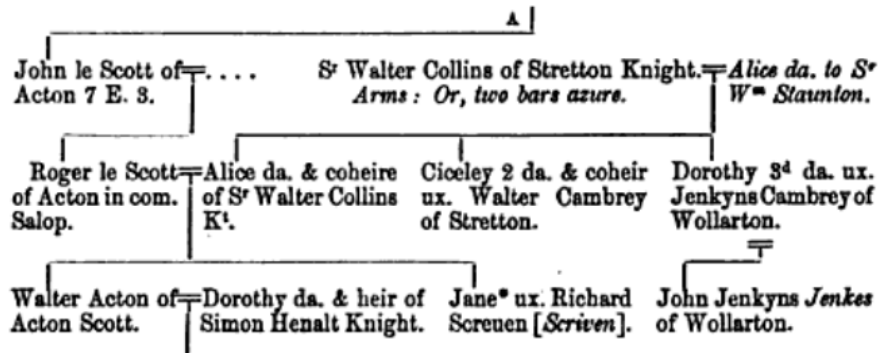 A
John le Scott of
Acton 7 E. 3.
. . . .
Sr Walter Collins of Stretton Knight.
Arms: Or, two bars azure.
Alice da. to Sr
Wm Staunton.
Roger le Scott
of Acton in com.
Salop.
Alice da. & coheire
of Sr Walter Collins
Kt.
Ciceley 2 da. & coheir
ux. Walter Cambrey
of Stretton.
Dorothy 3d da. ux.
Jenkyns Cambrey of
Wollarton.
Walter Acton of
Acton Scott.
Dorothy da. & heir of
Simon Henalt Knight.
Jane* ux. Richard
Screuen [Scriven].
John Jenkyns Jenkes
of Wollarton.